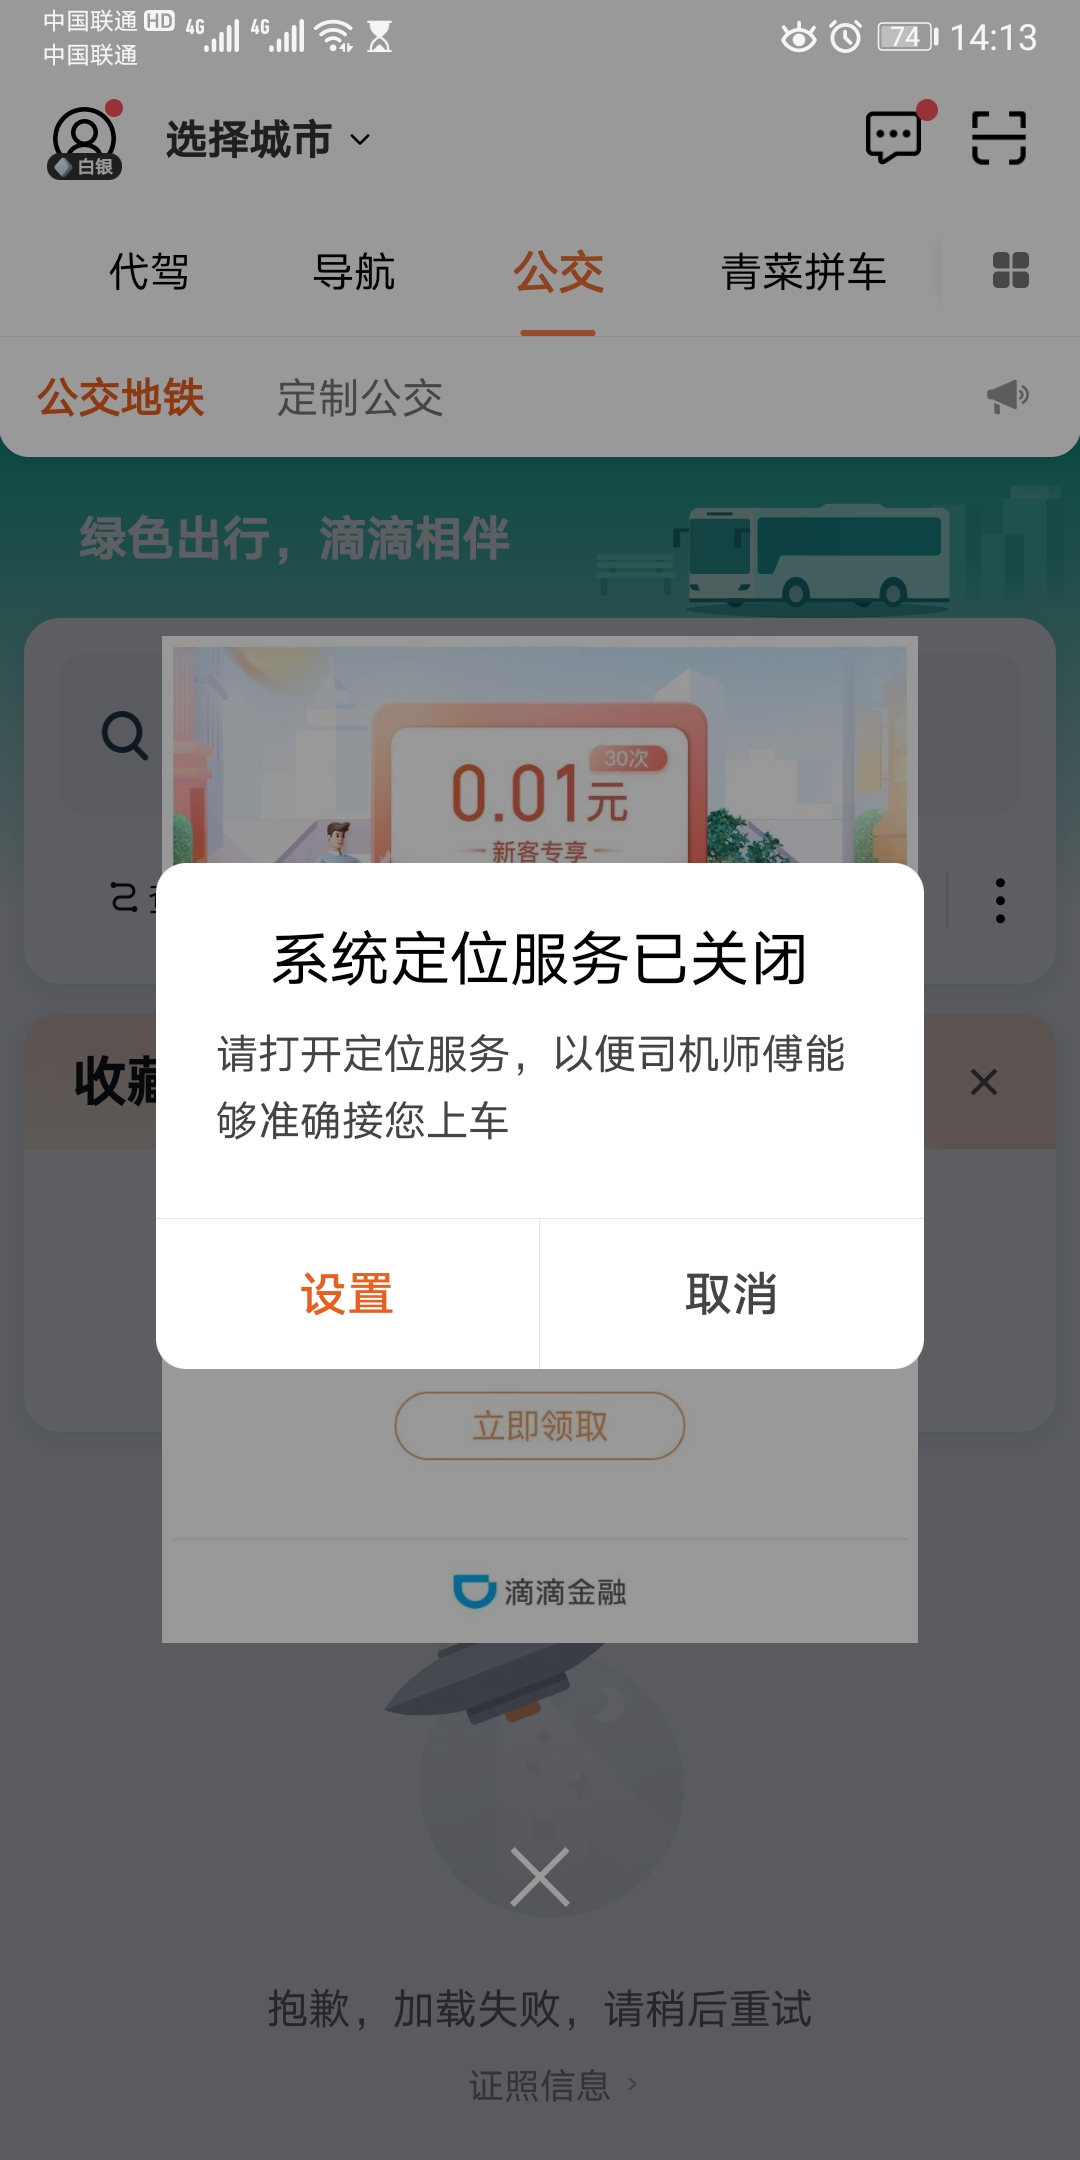 中国联通 HD 4G 4G 74 14:13
中国联通
选择城市
白银
代驾 导航 公交 青菜拼车
公交地铁 定制公交
绿色出行，滴滴相伴
30次
0.01元
新客专享
系统定位服务已关闭
请打开定位服务，以便司机师傅能
够准确接您上车
收藏
设置 取消
立即领取
滴滴金融
抱歉，加载失败，请稍后重试
证照信息